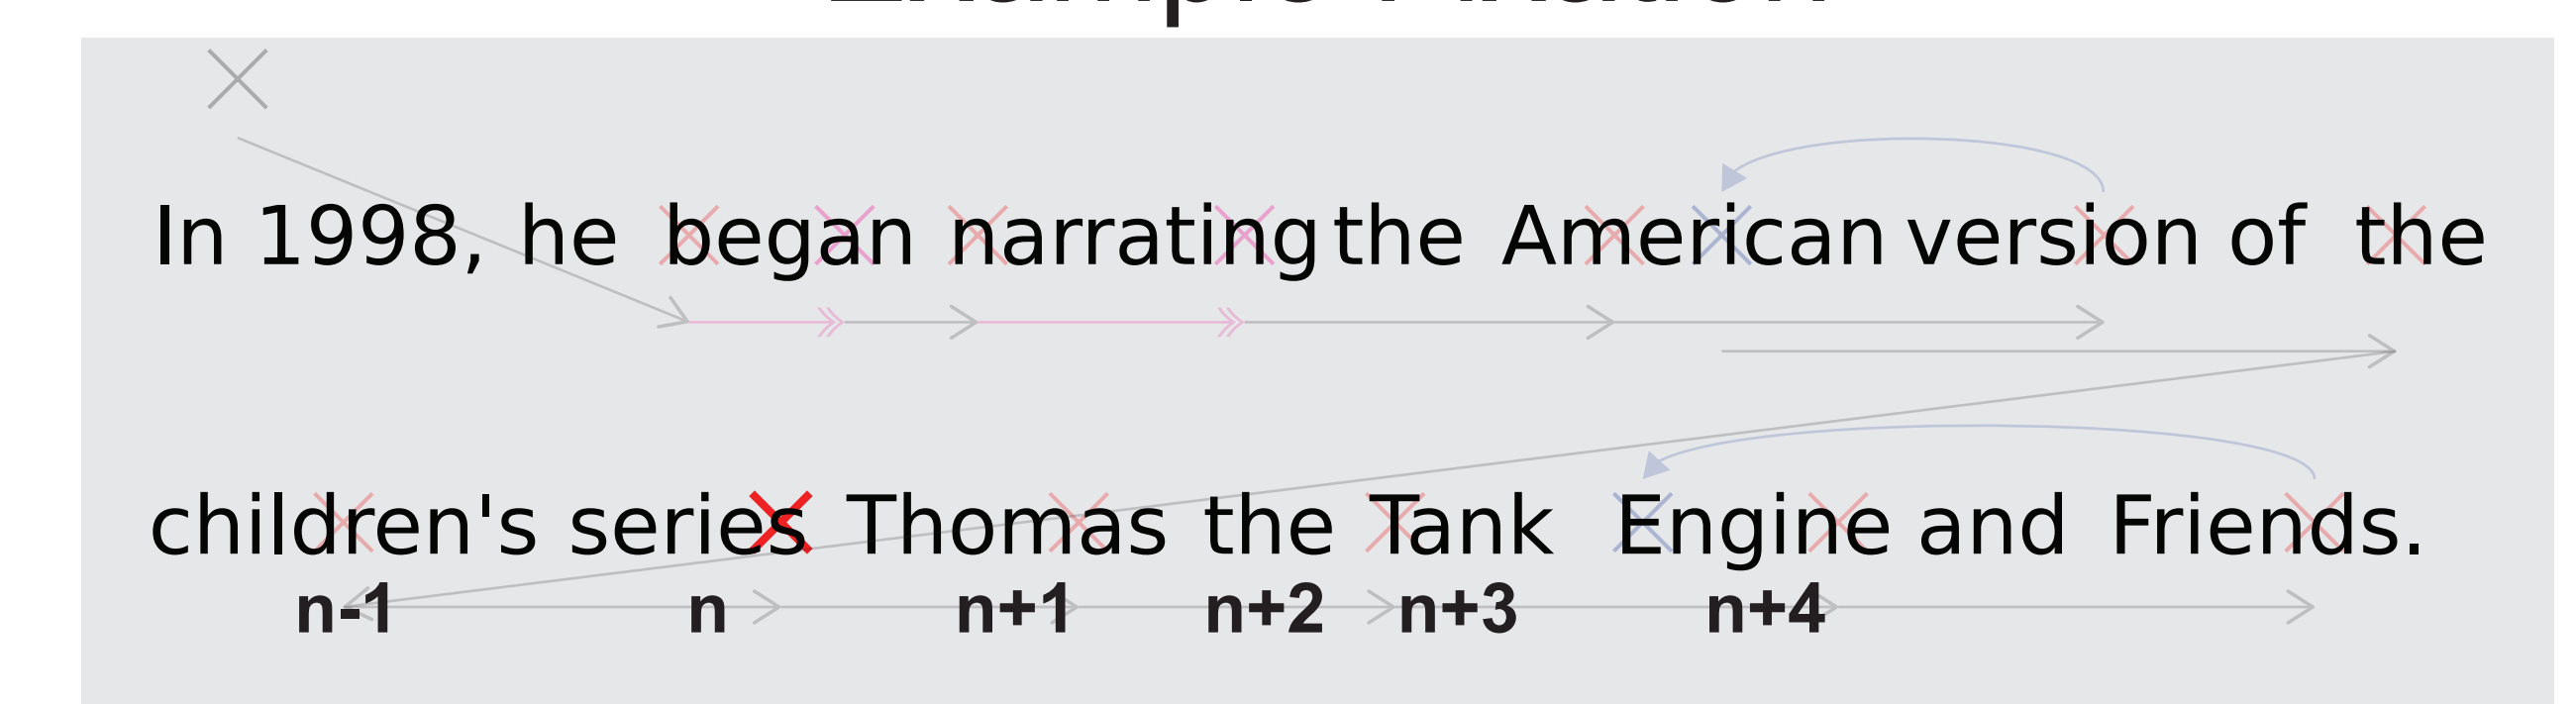 In 1998, he began narrating the American version of the
children's series Thomas the Tank Engine and Friends.
n-1 n n+1 n+2 n+3 n+4